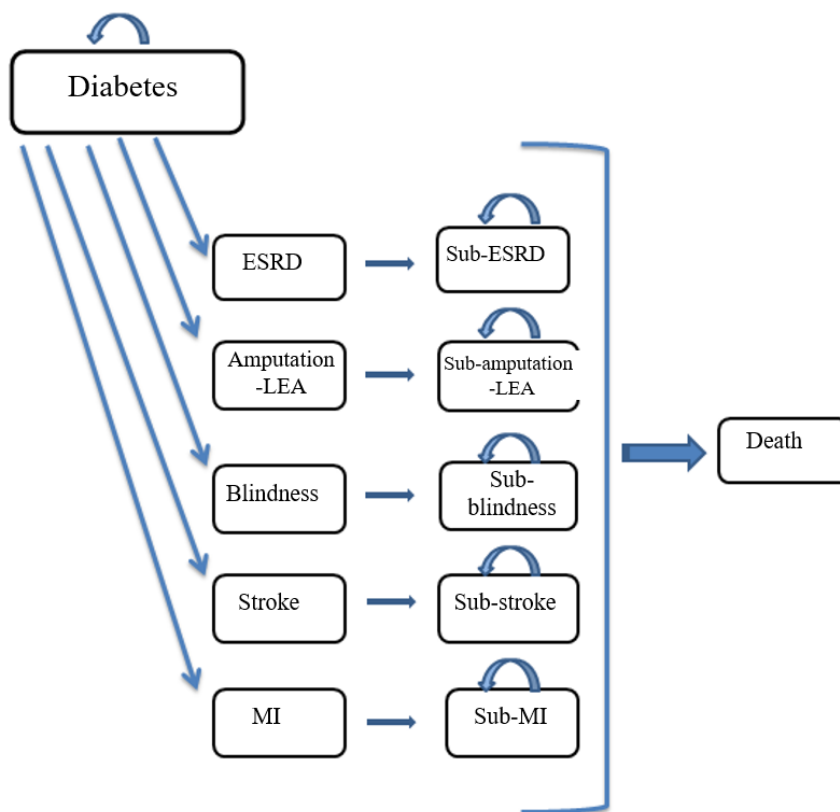 Diabetes
ESRD
Sub-ESRD
Amputation
-LEA
Sub-amputation
-LEA
Death
Blindness
Sub-
blindness
Stroke
Sub-stroke
MI
Sub-MI